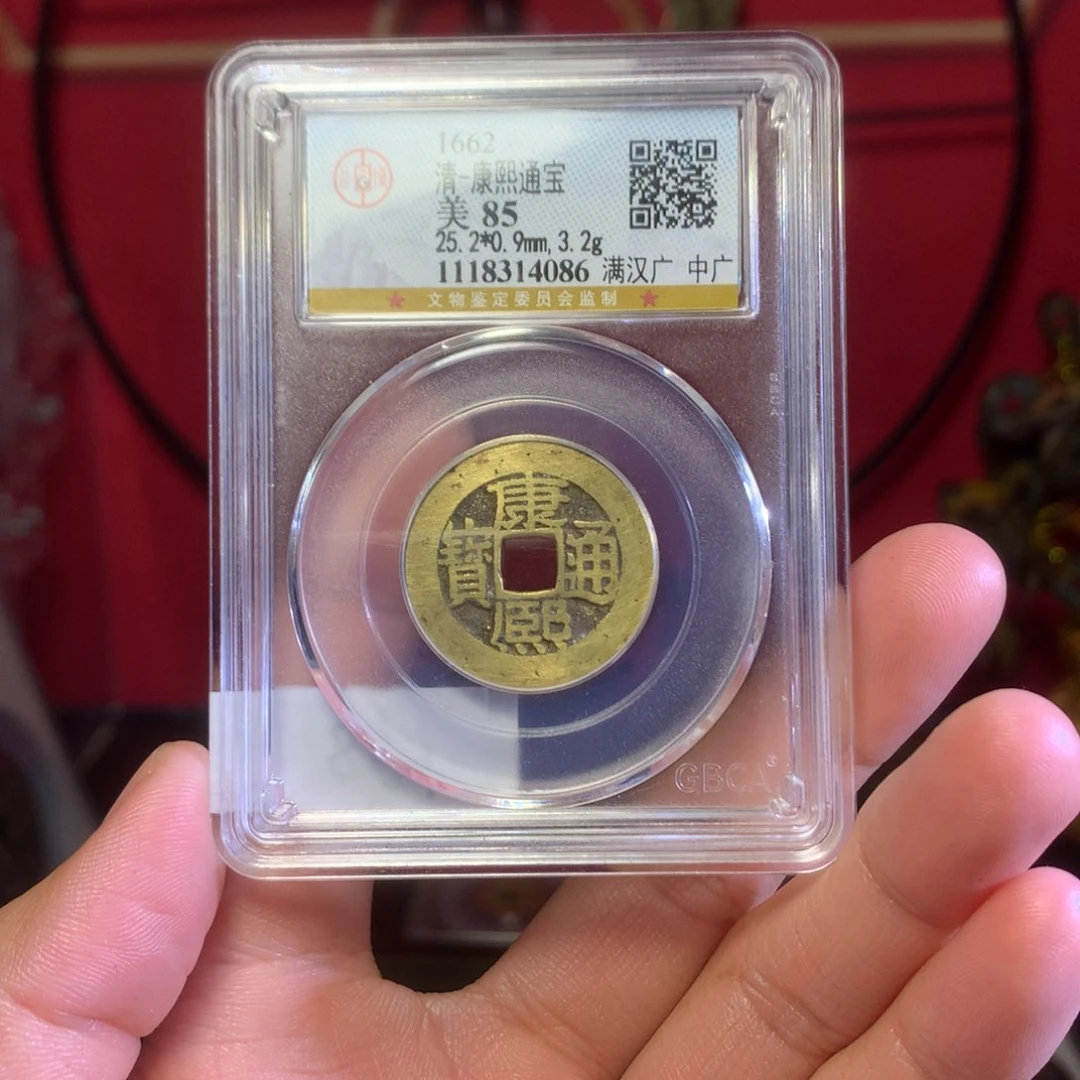 1662
清-康熙通宝
美 85
25.2*0.9mm, 3.2g
1118314086 满汉广 中广
★ 文物鉴定委员会监制 ★
康熙通寶
GBCA